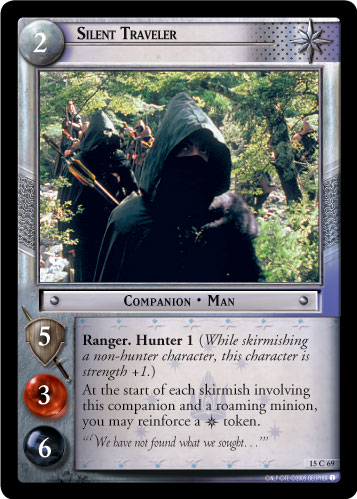 2
SILENT TRAVELER
COMPANION • MAN
5
Ranger. Hunter 1 (While skirmishing
a non-hunter character, this character is
strength +1.)
3
At the start of each skirmish involving
this companion and a roaming minion,
you may reinforce a token.
6
“‘We have not found what we sought…’”
15 C 69